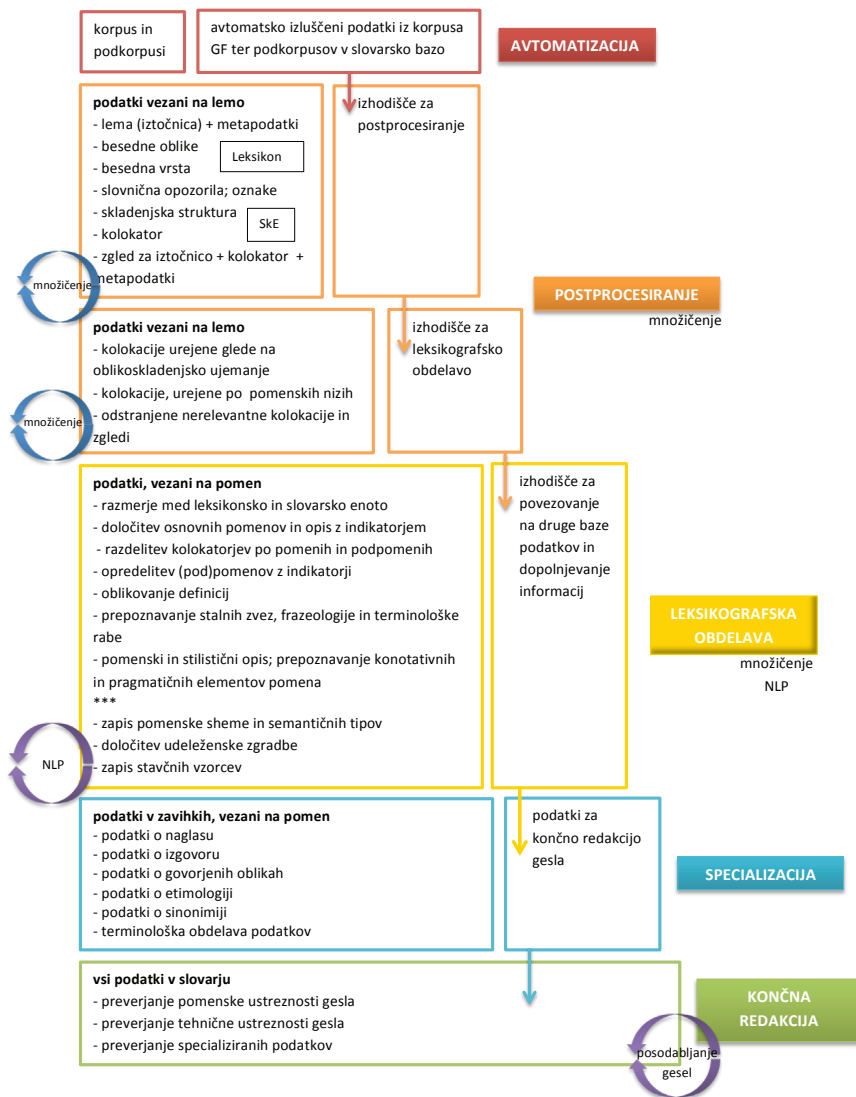 korpus in
podkorpusi
avtomatsko izluščeni podatki iz korpusa
GF ter podkorpusov v slovarsko bazo
AVTOMATIZACIJA
podatki vezani na lemo
- lema (iztočnica) + metapodatki
- besedne oblike
- besedna vrsta
- slovnična opozorila; oznake
- skladenjska struktura
- kolokator
- zgled za iztočnico + kolokator +
metapodatki
Leksikon
SkE
množičenje
izhodišče za
postprocesiranje
POSTPROCESIRANJE
množičenje
podatki vezani na lemo
- kolokacije urejene glede na
oblikoskladenjsko ujemanje
- kolokacije, urejene po pomenskih nizih
- odstranjene nerelevantne kolokacije in
zgledi
množičenje
izhodišče za
leksikografsko
obdelavo
podatki, vezani na pomen
- razmerje med leksikonsko in slovarsko enoto
- določitev osnovnih pomenov in opis z indikatorjem
- razdelitev kolokatorjev po pomenih in podpomenih
- opredelitev (pod)pomenov z indikatorji
- oblikovanje definicij
- prepoznavanje stalnih zvez, frazeologije in terminološke
rabe
- pomenski in stilistični opis; prepoznavanje konotativnih
in pragmatičnih elementov pomena
***
- zapis pomenske sheme in semantičnih tipov
- določitev udeleženske zgradbe
- zapis stavčnih vzorcev
NLP
izhodišče za
povezovanje
na druge baze
podatkov in
dopolnjevanje
informacij
LEKSIKOGRAFSKA
OBDELAVA
množičenje
NLP
podatki v zavihkih, vezani na pomen
- podatki o naglasu
- podatki o izgovoru
- podatki o govorjenih oblikah
- podatki o etimologiji
- podatki o sinonimiji
- terminološka obdelava podatkov
podatki za
končno redakcijo
gesla
SPECIALIZACIJA
vsi podatki v slovarju
- preverjanje pomenske ustreznosti gesla
- preverjanje tehnične ustreznosti gesla
- preverjanje specializiranih podatkov
KONČNA
REDAKCIJA
posodabljanje
gesel